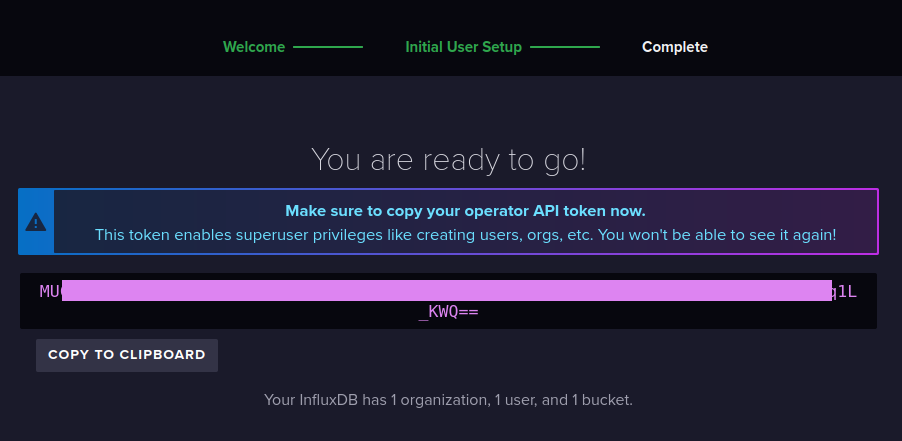 Welcome Initial User Setup Complete
You are ready to go!
Make sure to copy your operator API token now.
This token enables superuser privileges like creating users, orgs, etc. You won't be able to see it again!
MU q1L
_KWQ==
COPY TO CLIPBOARD
Your InfluxDB has 1 organization, 1 user, and 1 bucket.